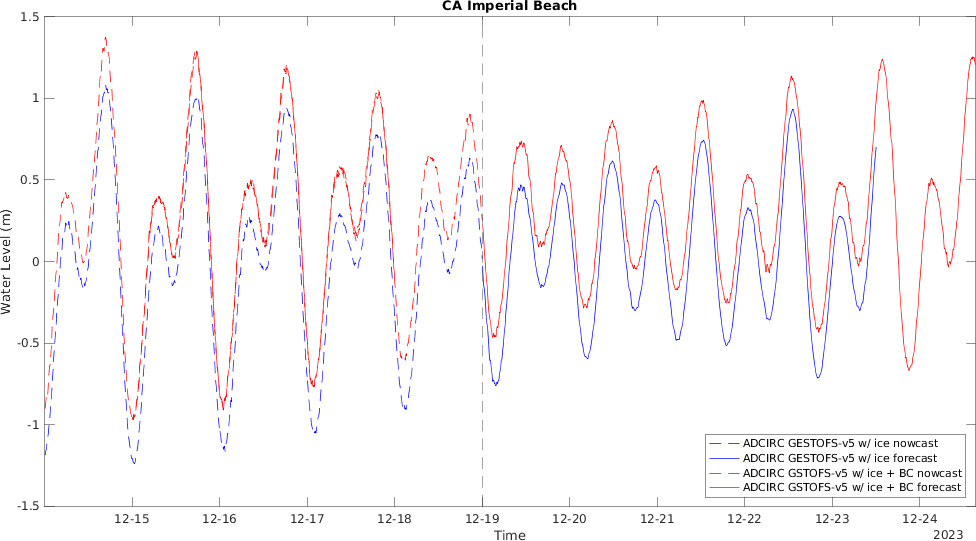 CA Imperial Beach
1.5
1
0.5
0
-0.5
-1
-1.5
Water Level (m)
12-15
12-16
12-17
12-18
12-19
12-20
12-21
12-22
12-23
12-24
Time
2023
ADCIRC GESTOFS-v5 w/ ice nowcast
ADCIRC GESTOFS-v5 w/ ice forecast
ADCIRC GSTOFS-v5 w/ ice + BC nowcast
ADCIRC GSTOFS-v5 w/ ice + BC forecast